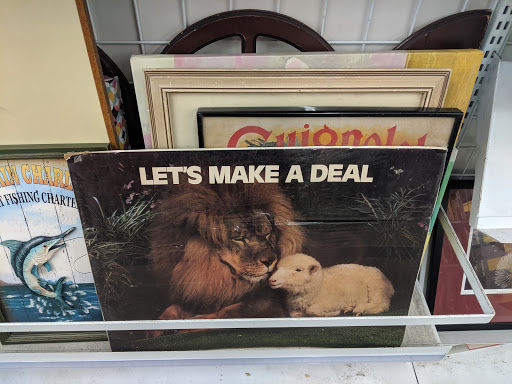 LET'S MAKE A DEAL
Guignolet
FISHING CHARTE